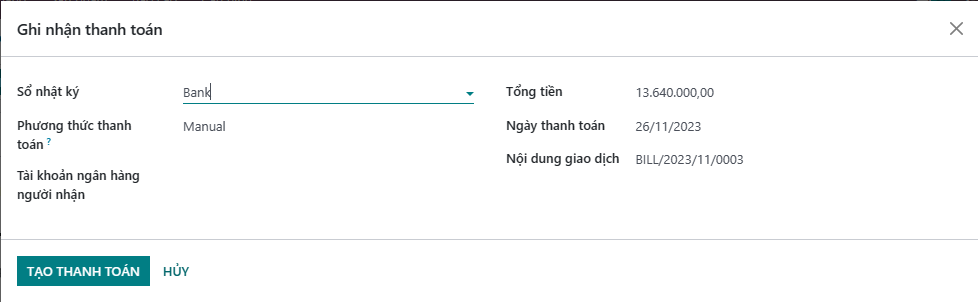 Ghi nhận thanh toán
Sổ nhật ký
Bank
Tổng tiền
13.640.000,00
Phương thức thanh
toán ?
Manual
Ngày thanh toán
26/11/2023
Nội dung giao dịch
BILL/2023/11/0003
Tài khoản ngân hàng
người nhận
TẠO THANH TOÁN
HỦY